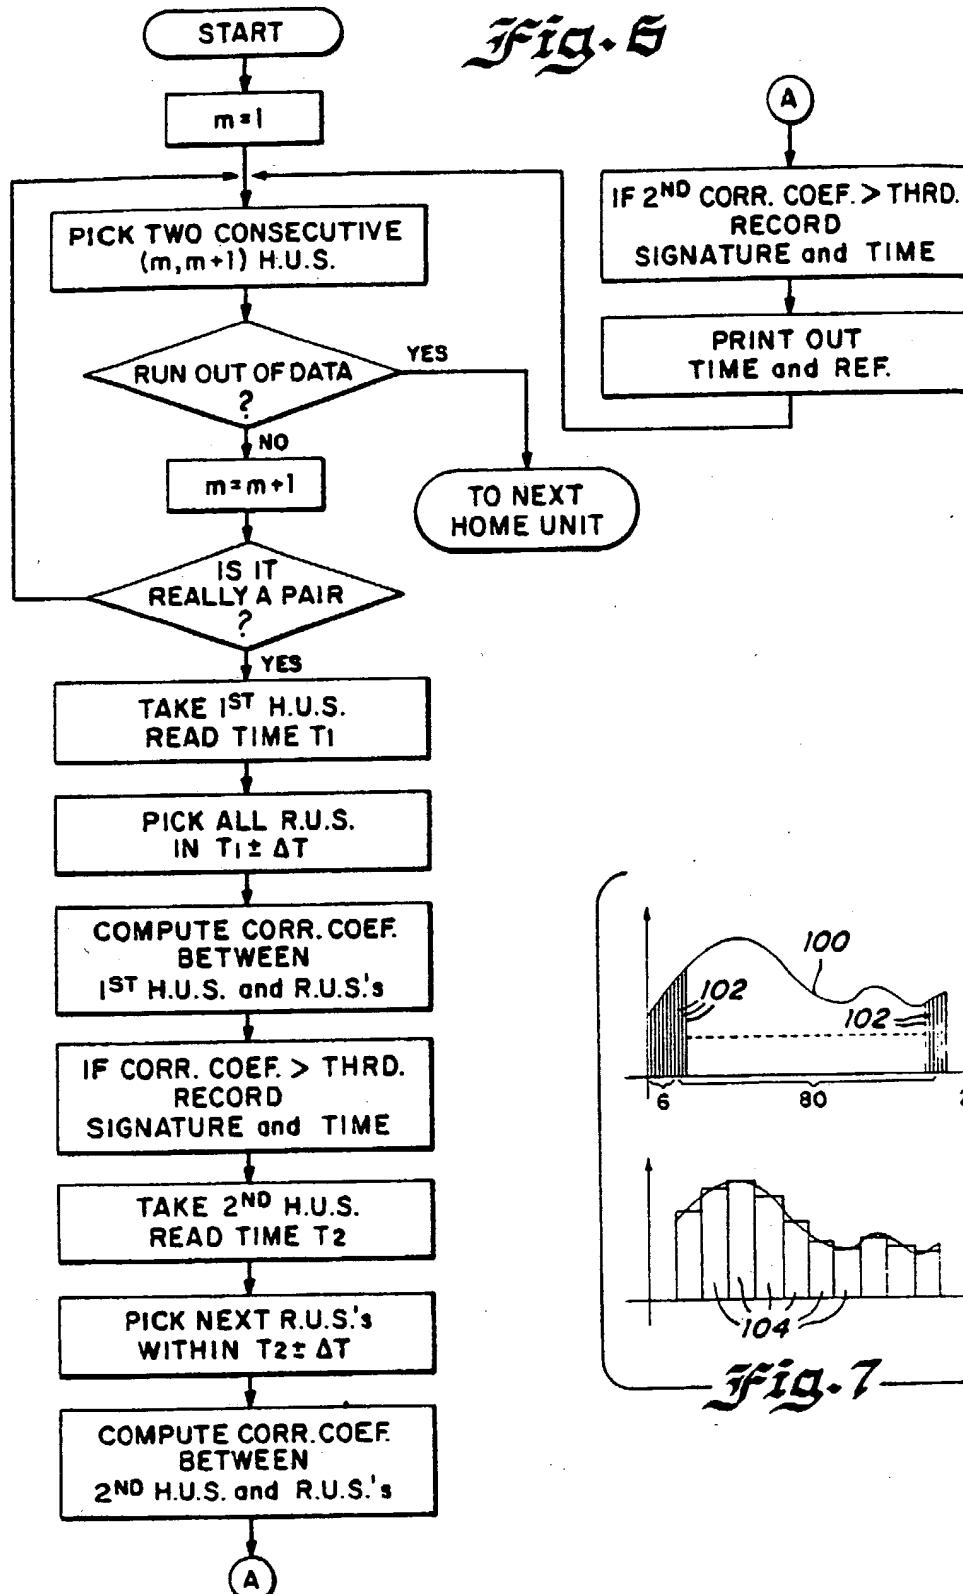 START
Fig. 6
m=1
PICK TWO CONSECUTIVE
(m, m+1) H.U.S.
RUN OUT OF DATA
?
YES
NO
m=m+1
TO NEXT
HOME UNIT
IS IT
REALLY A PAIR
?
YES
TAKE 1ST H.U.S.
READ TIME T1
PICK ALL R.U.S.
IN T1 ± ΔT
COMPUTE CORR. COEF.
BETWEEN
1ST H.U.S. and R.U.S.'s
IF CORR. COEF. > THRD.
RECORD
SIGNATURE and TIME
TAKE 2ND H.U.S.
READ TIME T2
PICK NEXT R.U.S.'s
WITHIN T2 ± ΔT
COMPUTE CORR. COEF.
BETWEEN
2ND H.U.S. and R.U.S.'s
A
A
IF 2ND CORR. COEF. > THRD.
RECORD
SIGNATURE and TIME
PRINT OUT
TIME and REF.
100
102
102
6
80
104
Fig. 7